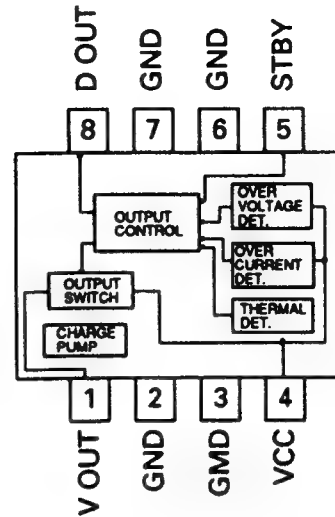 D OUT
GND
GND
STBY
8
7
6
5
OUTPUT
CONTROL
OVER
VOLTAGE
DET.
OVER
CURRENT
DET.
THERMAL
DET.
OUTPUT
SWITCH
CHARGE
PUMP
1
2
3
4
V OUT
GND
GMD
VCC